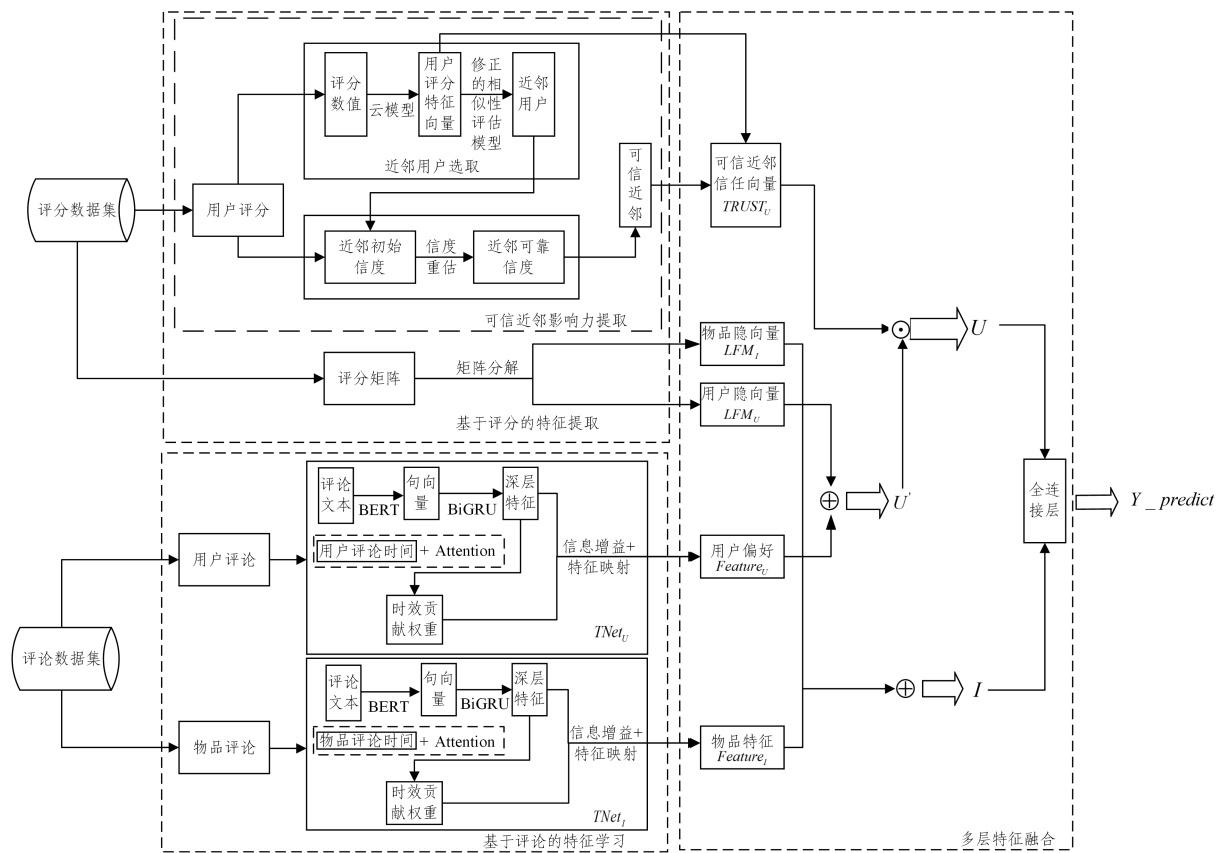 评分数据集
用户评分
评分
数值
云模型
用户
评分
特征
向量
修正
的相
似性
评估
模型
近邻
用户
近邻用户选取
近邻初始
信度
信度
重估
近邻可靠
信度
可
信
近
邻
可信近邻影响力提取
评分矩阵
矩阵分解
基于评分的特征提取
可信近邻
信任向量
TRUST_U
物品隐向量
LFM_I
用户隐向量
LFM_U
U
U'
全连
接层
Y_predict
评论数据集
用户评论
评论
文本
BERT
句向
量
BiGRU
深层
特征
用户评论时间 + Attention
时效贡
献权重
信息增益+
特征映射
TNet_U
用户偏好
Feature_U
物品评论
评论
文本
BERT
句向
量
BiGRU
深层
特征
物品评论时间 + Attention
时效贡
献权重
信息增益+
特征映射
TNet_I
物品特征
Feature_I
I
基于评论的特征学习
多层特征融合